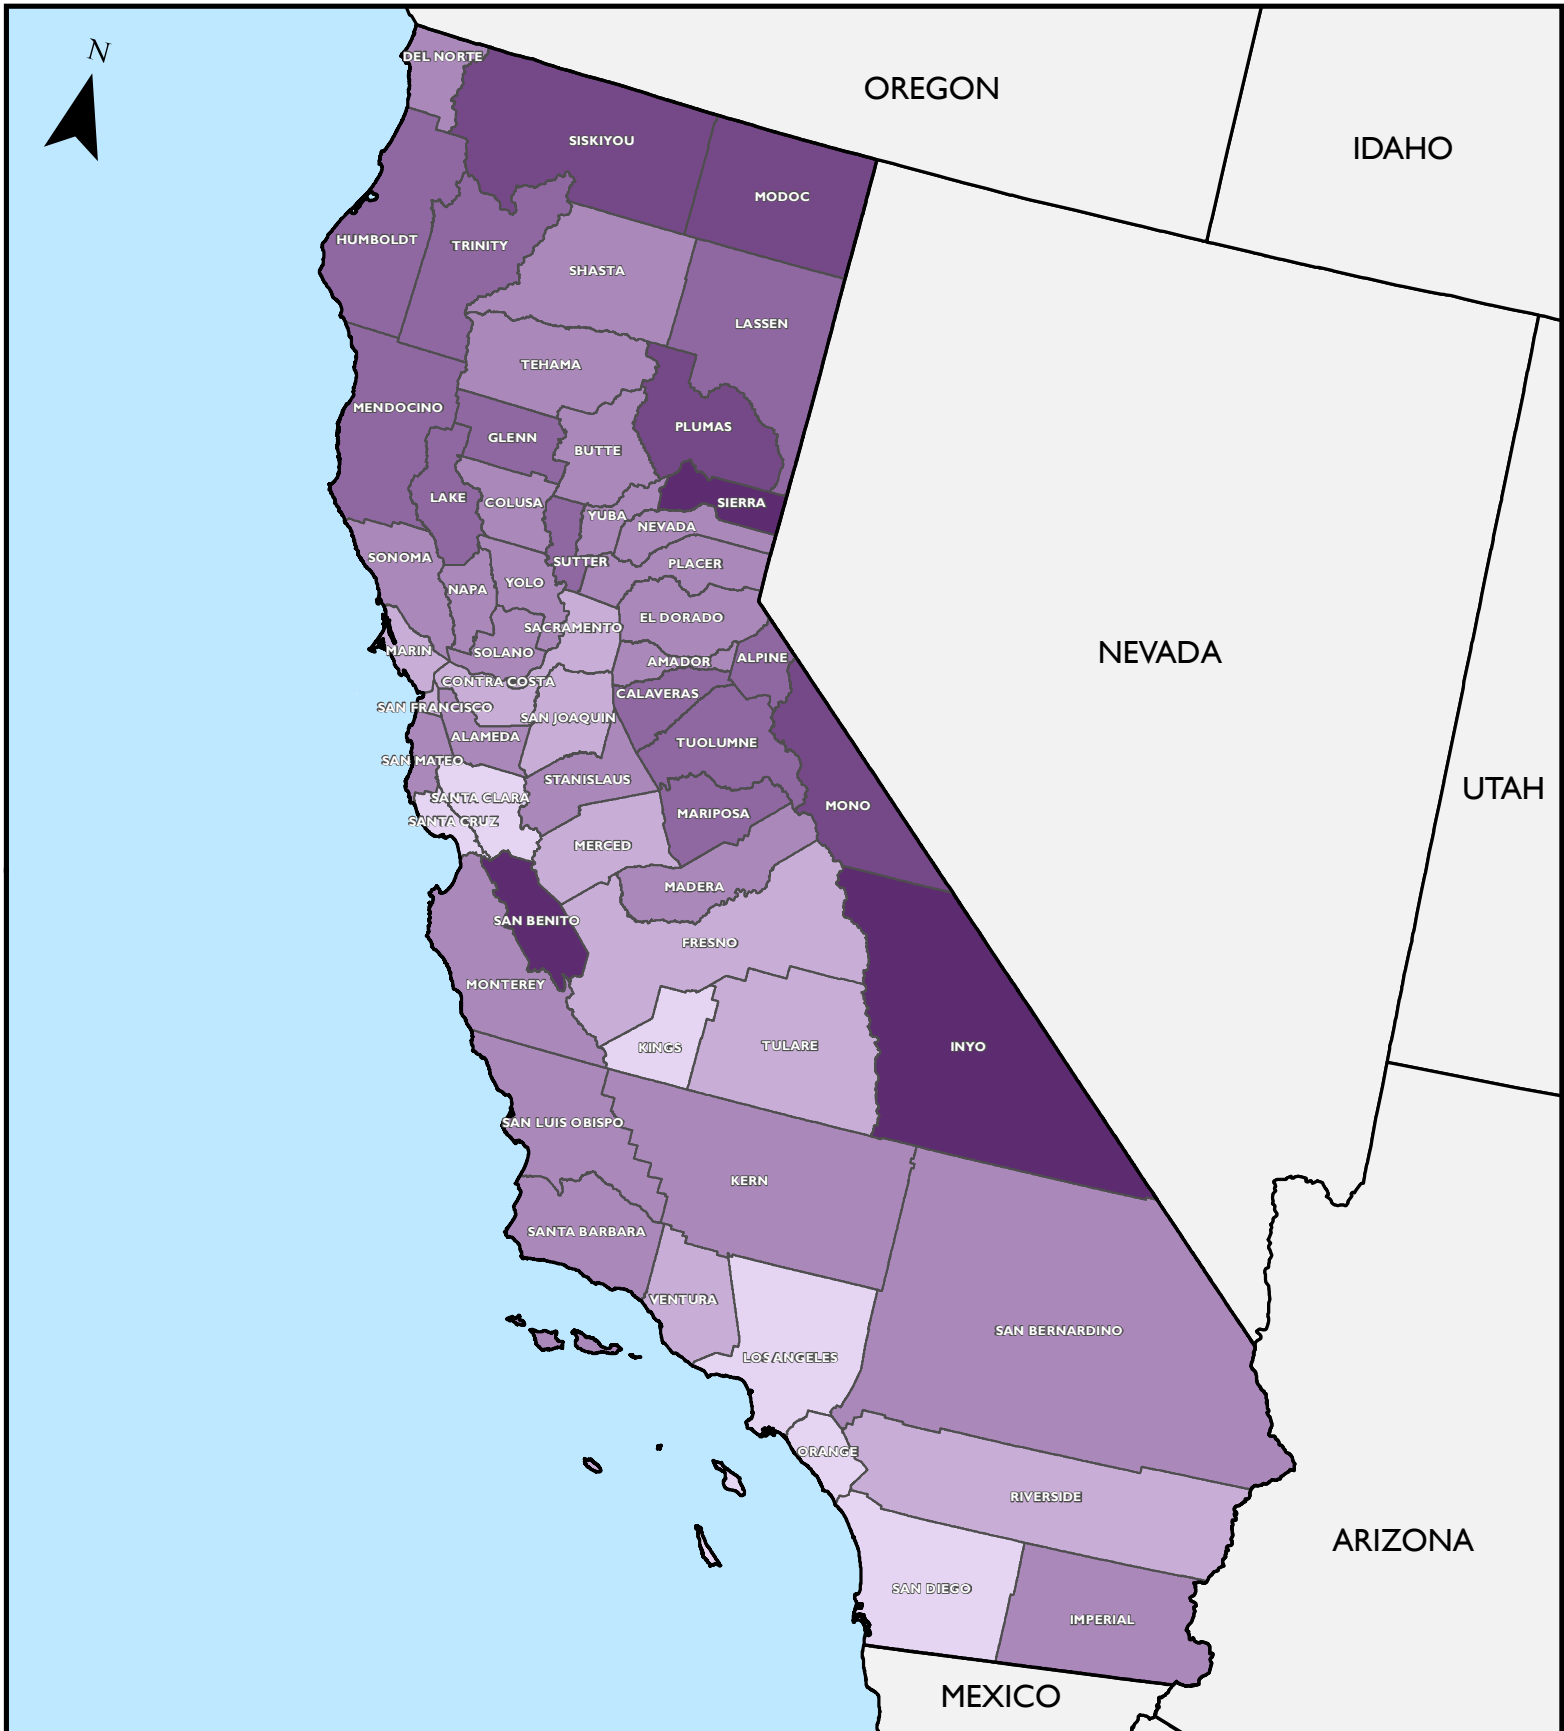 N
DEL NORTE
OREGON
SISKIYOU
IDAHO
MODOC
HUMBOLDT
TRINITY
SHASTA
LASSEN
TEHAMA
MENDOCINO
PLUMAS
GLENN
BUTTE
LAKE
COLUSA
SIERRA
YUBA
NEVADA
SONOMA
SUTTER
PLACER
YOLO
NAPA
EL DORADO
SACRAMENTO
MARIN
SOLANO
NEVADA
AMADOR
ALPINE
CONTRA COSTA
CALAVERAS
SAN FRANCISCO
SAN JOAQUIN
ALAMEDA
TUOLUMNE
SAN MATEO
STANISLAUS
UTAH
SANTA CLARA
MONO
MARIPOSA
SANTA CRUZ
MERCED
MADERA
SAN BENITO
FRESNO
MONTEREY
KINGS
TULARE
INYO
SAN LUIS OBISPO
KERN
SANTA BARBARA
VENTURA
SAN BERNARDINO
LOS ANGELES
ORANGE
RIVERSIDE
ARIZONA
SAN DIEGO
IMPERIAL
MEXICO